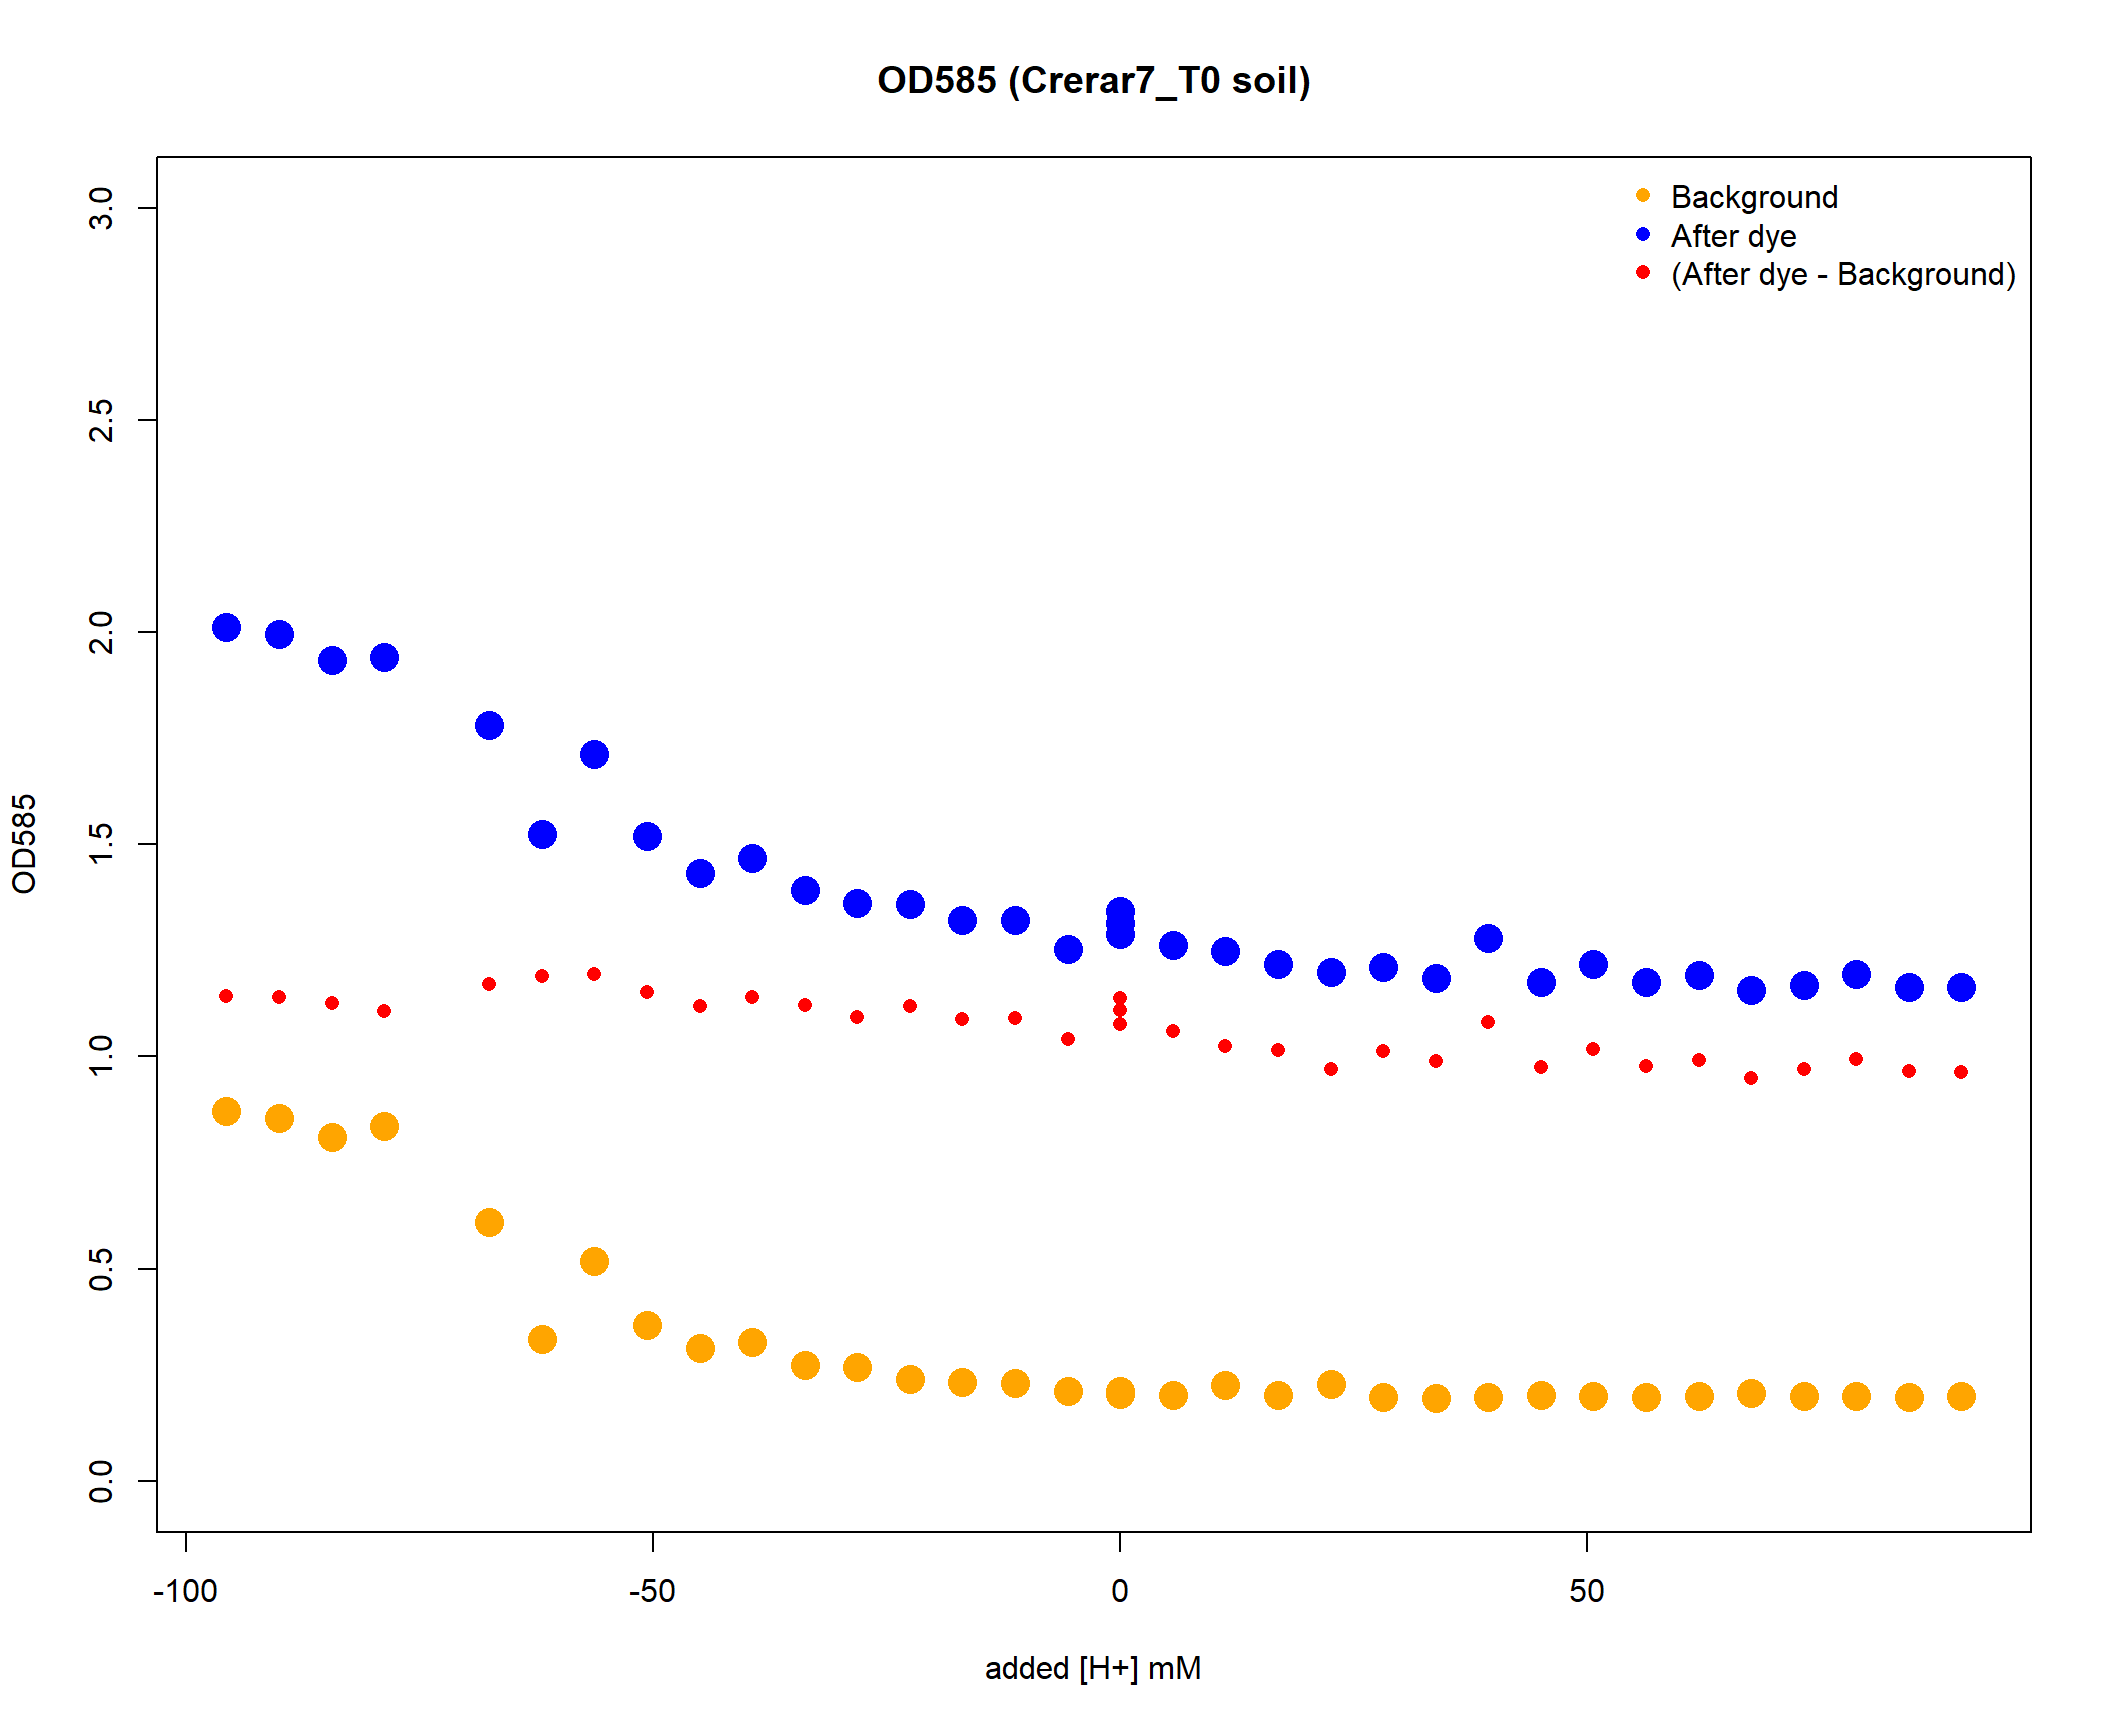 OD585 (Crerar7_T0 soil)
Background
After dye
(After dye - Background)
3.0
2.5
2.0
1.5
1.0
0.5
0.0
OD585
-100
-50
0
50
added [H+] mM